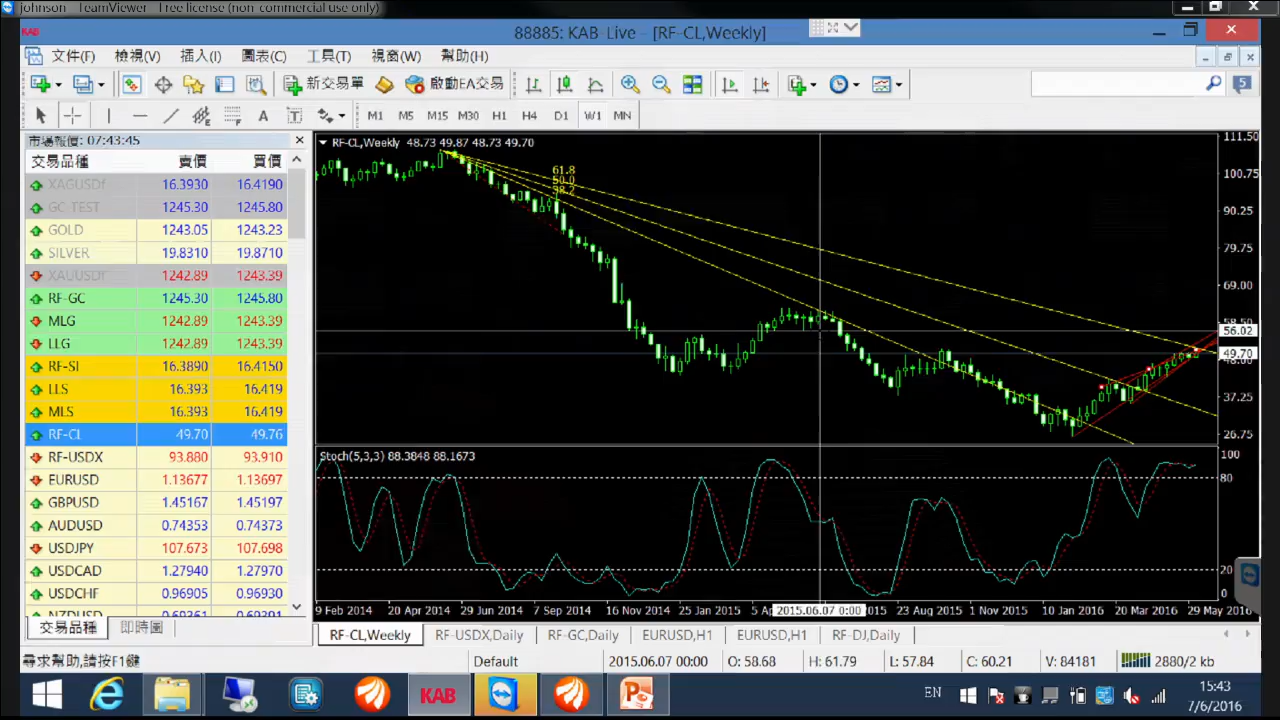 johnson - TeamViewer - Free license (non-commercial use only)
KAB 88885: KAB-Live - [RF-CL,Weekly]
文件(F) 檢視(V) 插入(I) 圖表(C) 工具(T) 視窗(W) 幫助(H)
新交易單 啟動EA交易 5
A T M1 M5 M15 M30 H1 H4 D1 W1 MN
市場報價: 07:43:45
交易品種 賣價 買價
XAGUSDf 16.3930 16.4190
GC_TEST 1245.30 1245.80
GOLD 1243.05 1243.23
SILVER 19.8310 19.8710
XAUUSDf 1242.89 1243.39
RF-GC 1245.30 1245.80
MLG 1242.89 1243.39
LLG 1242.89 1243.39
RF-SI 16.3890 16.4150
LLS 16.393 16.419
MLS 16.393 16.419
RF-CL 49.70 49.76
RF-USDX 93.880 93.910
EURUSD 1.13677 1.13697
GBPUSD 1.45167 1.45197
AUDUSD 0.74353 0.74373
USDJPY 107.673 107.698
USDCAD 1.27940 1.27970
USDCHF 0.96905 0.96930
NZDUSD 0.69361 0.69391
交易品種 即時圖
RF-CL,Weekly 48.73 49.87 48.73 49.70
61.8
50.0
38.2
111.50
100.75
90.25
79.75
69.00
58.50
56.02
49.70
48.00
37.25
26.75
Stoch(5,3,3) 88.3848 88.1673
100
80
20
0
9 Feb 2014 20 Apr 2014 29 Jun 2014 7 Sep 2014 16 Nov 2014 25 Jan 2015 2015.06.07 0:00 2015 23 Aug 2015 1 Nov 2015 10 Jan 2016 20 Mar 2016 29 May 2016
RF-CL,Weekly RF-USDX,Daily RF-GC,Daily EURUSD,H1 EURUSD,H1 RF-DJ,Daily
尋求幫助,請按F1鍵 Default 2015.06.07 00:00 O: 58.68 H: 61.79 L: 57.84 C: 60.21 V: 84181 2880/2 kb
KAB EN 15:43
7/6/2016